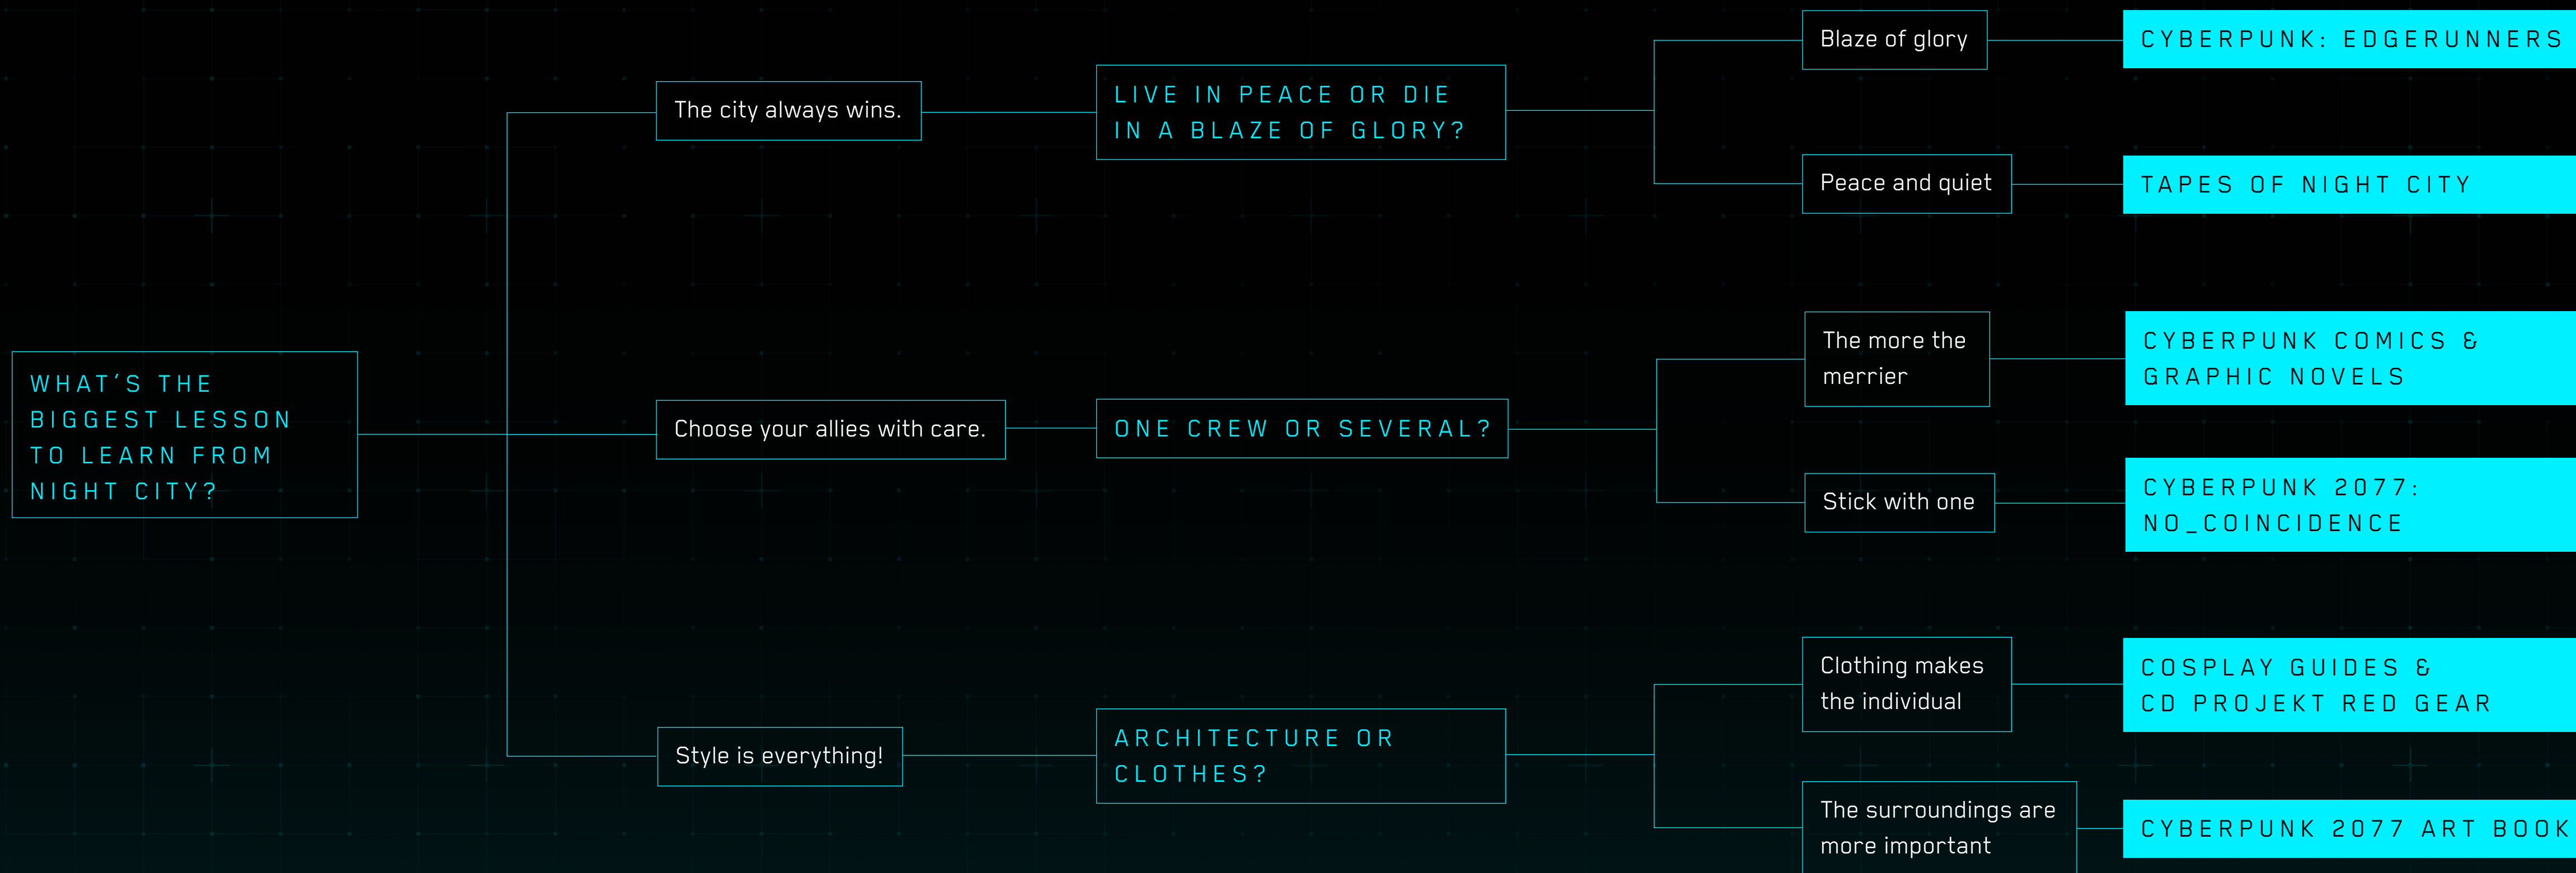 WHAT'S THE
BIGGEST LESSON
TO LEARN FROM
NIGHT CITY?
The city always wins.
LIVE IN PEACE OR DIE
IN A BLAZE OF GLORY?
Blaze of glory
CYBERPUNK: EDGERUNNERS
Peace and quiet
TAPES OF NIGHT CITY
Choose your allies with care.
ONE CREW OR SEVERAL?
The more the
merrier
CYBERPUNK COMICS &
GRAPHIC NOVELS
Stick with one
CYBERPUNK 2077:
NO_COINCIDENCE
Style is everything!
ARCHITECTURE OR
CLOTHES?
Clothing makes
the individual
COSPLAY GUIDES &
CD PROJEKT RED GEAR
The surroundings are
more important
CYBERPUNK 2077 ART BOOK